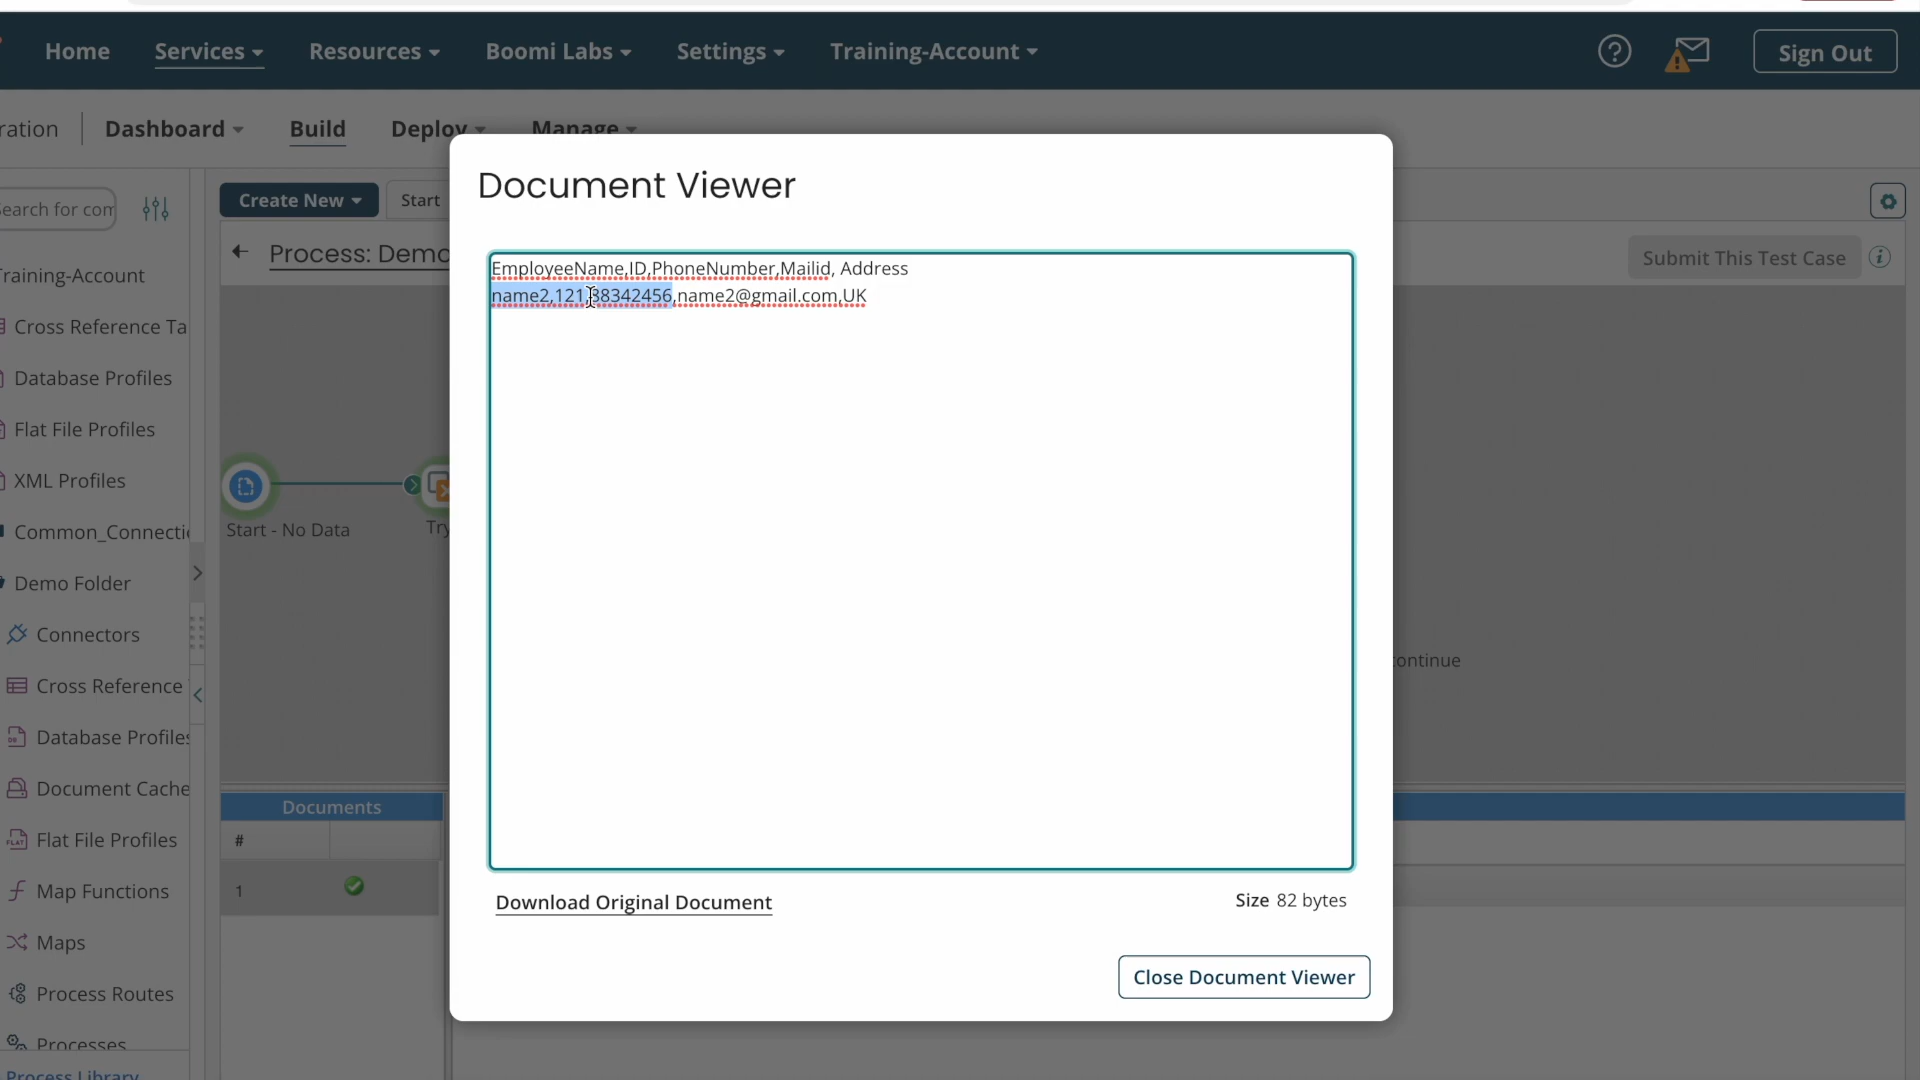 Home Services Resources Boomi Labs Settings Training-Account Sign Out
ration Dashboard Build Deploy Manage
Search for com
Create New Start
Process: Demo
Submit This Test Case
Document Viewer
EmployeeName,ID,PhoneNumber,Mailid, Address
name2,121,38342456,name2@gmail.com,UK
Training-Account
Cross Reference Ta
Database Profiles
Flat File Profiles
XML Profiles
Common_Connecti
Demo Folder
Connectors
Cross Reference
Database Profiles
Document Cache
Flat File Profiles
Map Functions
Maps
Process Routes
Processes
Process Library
Start - No Data
Try
continue
Documents
#
1
Download Original Document
Size 82 bytes
Close Document Viewer